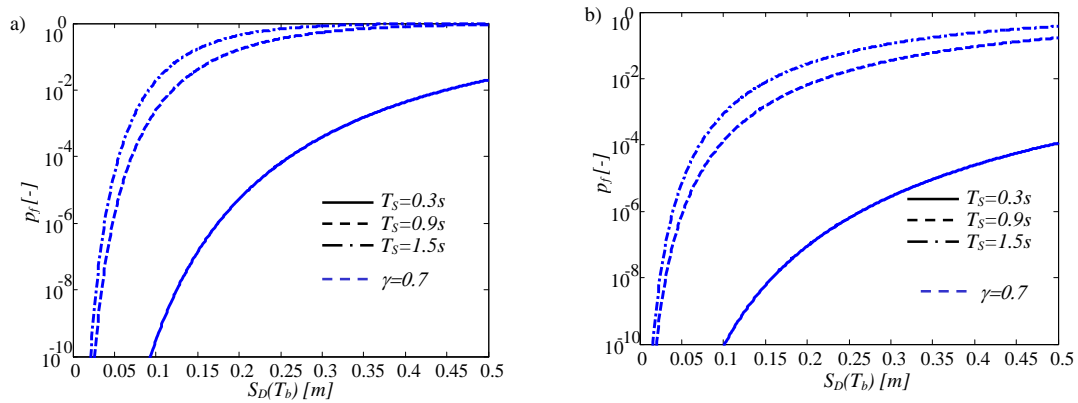 a)
10^0
10^-2
10^-4
10^-6
10^-8
10^-10
p_f [-]
T_S=0.3s
T_S=0.9s
T_S=1.5s
γ=0.7
0 0.05 0.1 0.15 0.2 0.25 0.3 0.35 0.4 0.45 0.5
S_D(T_b) [m]
b)
10^0
10^-2
10^-4
10^-6
10^-8
10^-10
p_f [-]
T_S=0.3s
T_S=0.9s
T_S=1.5s
γ=0.7
0 0.05 0.1 0.15 0.2 0.25 0.3 0.35 0.4 0.45 0.5
S_D(T_b) [m]